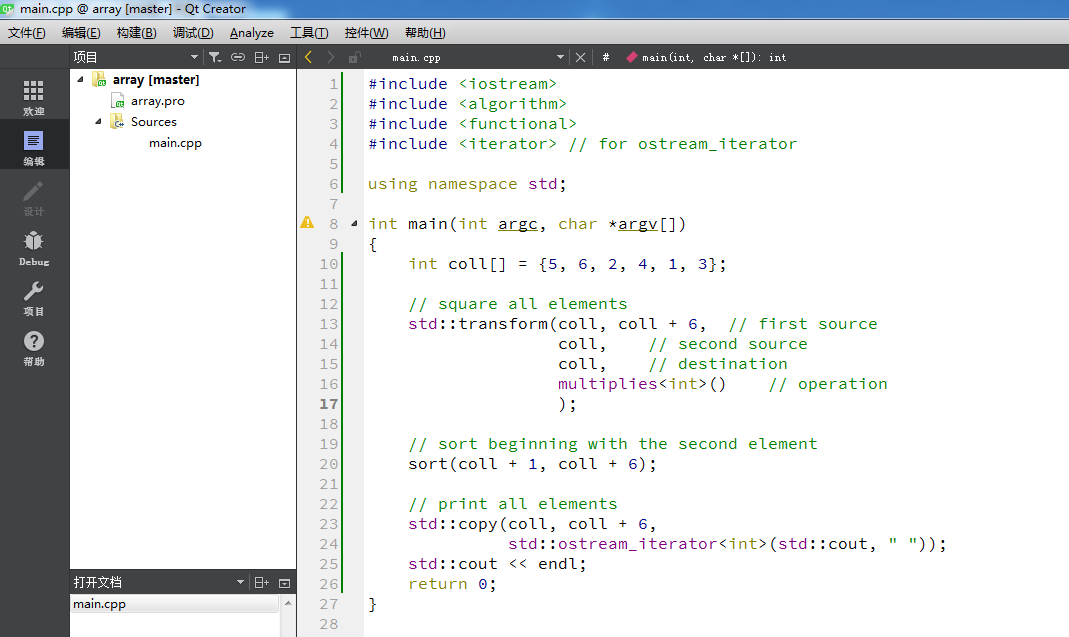 main.cpp @ array [master] - Qt Creator
文件(F) 编辑(E) 构建(B) 调试(D) Analyze 工具(T) 控件(W) 帮助(H)
项目 main.cpp # main(int, char *[]): int
欢迎
编辑
设计
Debug
项目
帮助
array [master]
array.pro
Sources
main.cpp
打开文档
main.cpp
1 #include <iostream>
2 #include <algorithm>
3 #include <functional>
4 #include <iterator> // for ostream_iterator
5
6 using namespace std;
7
8 int main(int argc, char *argv[])
9 {
10 int coll[] = {5, 6, 2, 4, 1, 3};
11
12 // square all elements
13 std::transform(coll, coll + 6, // first source
14 coll, // second source
15 coll, // destination
16 multiplies<int>() // operation
17 );
18
19 // sort beginning with the second element
20 sort(coll + 1, coll + 6);
21
22 // print all elements
23 std::copy(coll, coll + 6,
24 std::ostream_iterator<int>(std::cout, " "));
25 std::cout << endl;
26 return 0;
27 }
28